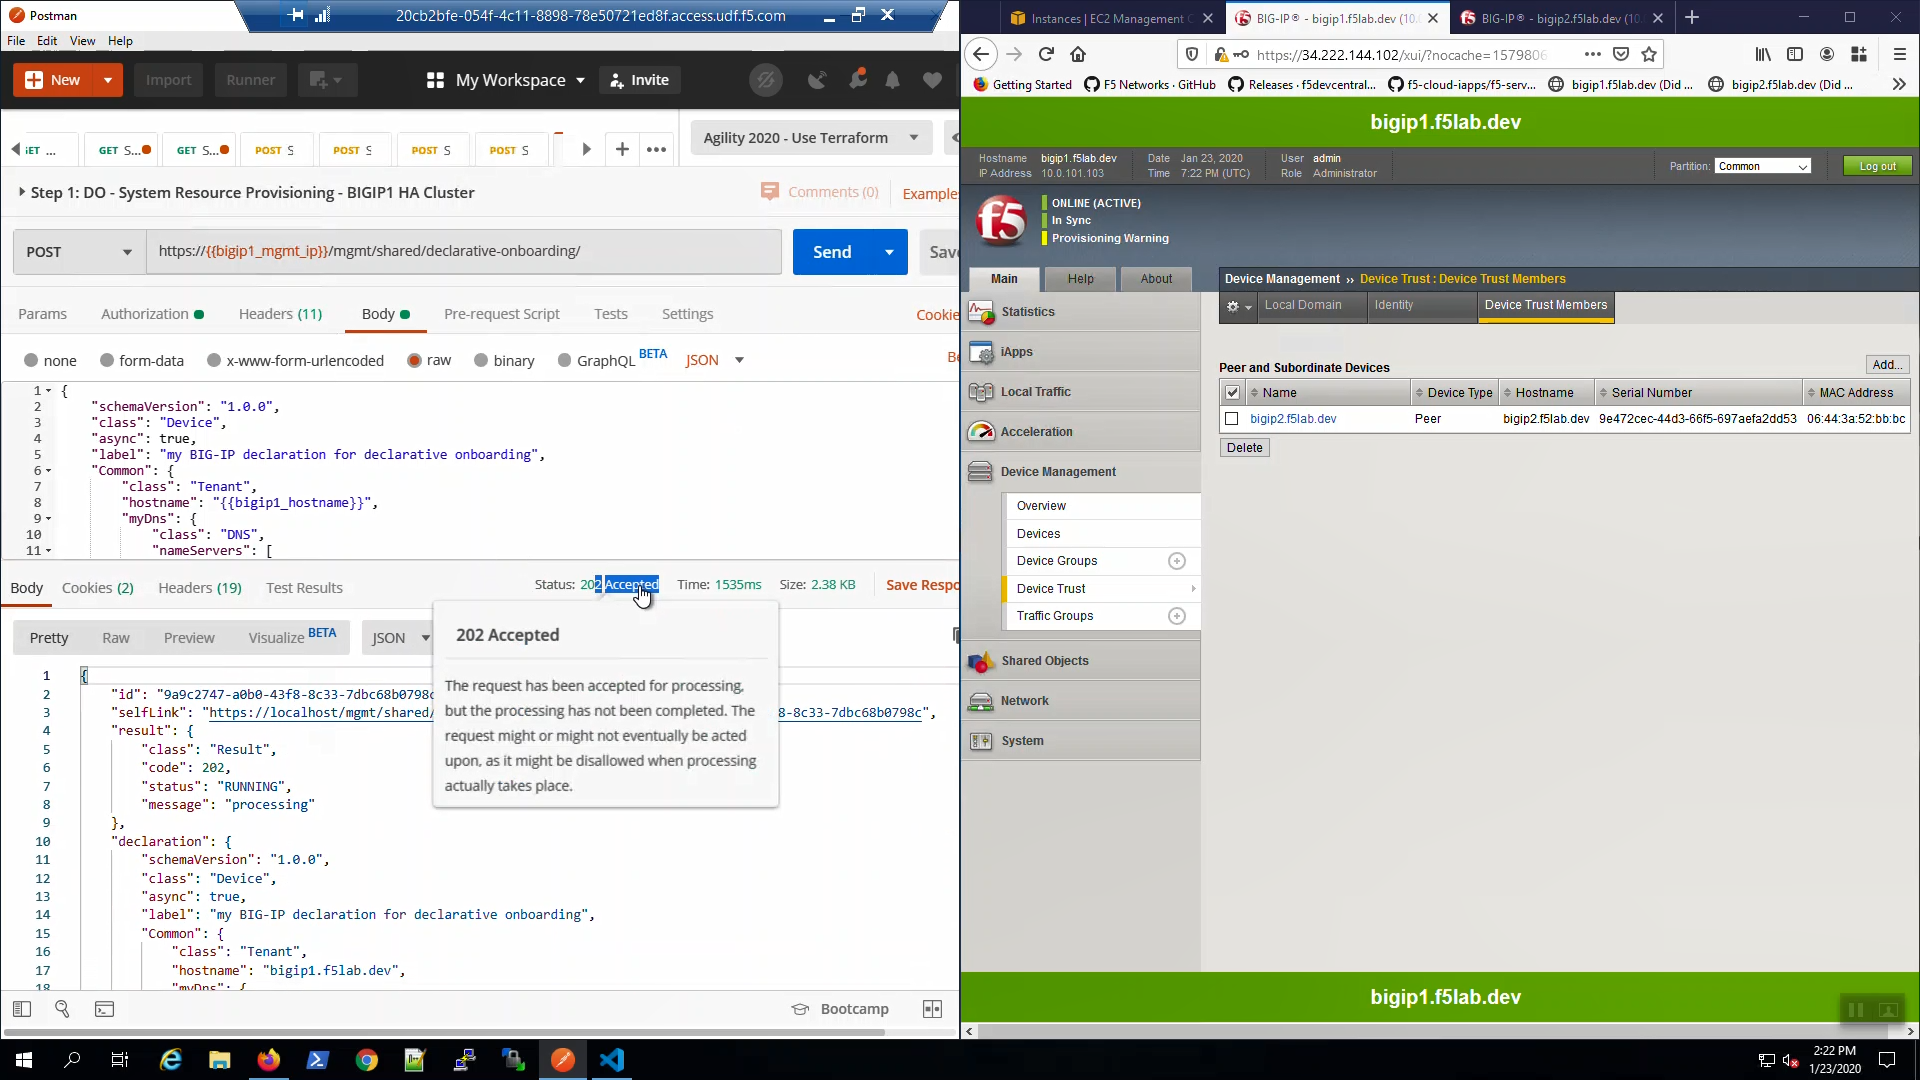 Postman
20cb2bfe-054f-4c11-8898-78e50721ed8f.access.udf.f5.com
File Edit View Help
New
Import
Runner
My Workspace
Invite
GET ...
GET S...
GET S...
POST S
POST S
POST S
POST S
Agility 2020 - Use Terraform
Step 1: DO - System Resource Provisioning - BIGIP1 HA Cluster
Comments (0)
Examples
POST
https://{{bigip1_mgmt_ip}}/mgmt/shared/declarative-onboarding/
Send
Save
Params
Authorization
Headers (11)
Body
Pre-request Script
Tests
Settings
Cookie
none
form-data
x-www-form-urlencoded
raw
binary
GraphQL BETA
JSON
Be
1 {
2 "schemaVersion": "1.0.0",
3 "class": "Device",
4 "async": true,
5 "label": "my BIG-IP declaration for declarative onboarding",
6 "Common": {
7 "class": "Tenant",
8 "hostname": "{{bigip1_hostname}}",
9 "myDns": {
10 "class": "DNS",
11 "nameServers": [
Body
Cookies (2)
Headers (19)
Test Results
Status: 202 Accepted
Time: 1535ms
Size: 2.38 KB
Save Respo
Pretty
Raw
Preview
Visualize BETA
JSON
202 Accepted
The request has been accepted for processing,
but the processing has not been completed. The
request might or might not eventually be acted
upon, as it might be disallowed when processing
actually takes place.
1 {
2 "id": "9a9c2747-a0b0-43f8-8c33-7dbc68b0798c
3 "selfLink": "https://localhost/mgmt/shared/ 8-8c33-7dbc68b0798c",
4 "result": {
5 "class": "Result",
6 "code": 202,
7 "status": "RUNNING",
8 "message": "processing"
9 },
10 "declaration": {
11 "schemaVersion": "1.0.0",
12 "class": "Device",
13 "async": true,
14 "label": "my BIG-IP declaration for declarative onboarding",
15 "Common": {
16 "class": "Tenant",
17 "hostname": "bigip1.f5lab.dev",
18 "myDns": {
Bootcamp
Instances | EC2 Management C
BIG-IP® - bigip1.f5lab.dev (10.
BIG-IP® - bigip2.f5lab.dev (10.
https://34.222.144.102/xui/?nocache=1579806
Getting Started
F5 Networks · GitHub
Releases · f5devcentral...
f5-cloud-iapps/f5-serv...
bigip1.f5lab.dev (Did ...
bigip2.f5lab.dev (Did ...
bigip1.f5lab.dev
Hostname bigip1.f5lab.dev
IP Address 10.0.101.103
Date Jan 23, 2020
Time 7:22 PM (UTC)
User admin
Role Administrator
Partition: Common
Log out
f5
ONLINE (ACTIVE)
In Sync
Provisioning Warning
Main
Help
About
Device Management ›› Device Trust : Device Trust Members
Local Domain
Identity
Device Trust Members
Statistics
iApps
Local Traffic
Acceleration
Device Management
Overview
Devices
Device Groups
Device Trust
Traffic Groups
Shared Objects
Network
System
Peer and Subordinate Devices
Add...
Name
Device Type
Hostname
Serial Number
MAC Address
bigip2.f5lab.dev
Peer
bigip2.f5lab.dev
9e472cec-44d3-66f5-697aefa2dd53
06:44:3a:52:bb:bc
Delete
bigip1.f5lab.dev
2:22 PM
1/23/2020